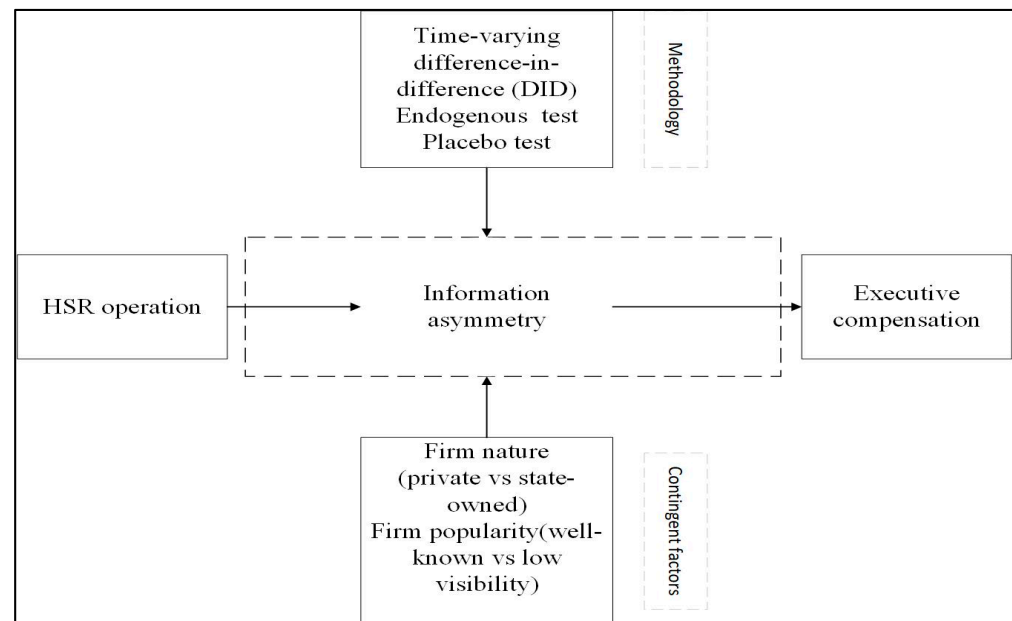 Time-varying
difference-in-
difference (DID)
Endogenous test
Placebo test
Methodology
HSR operation
Information
asymmetry
Executive
compensation
Firm nature
(private vs state-
owned)
Firm popularity(well-
known vs low
visibility)
Contingent factors